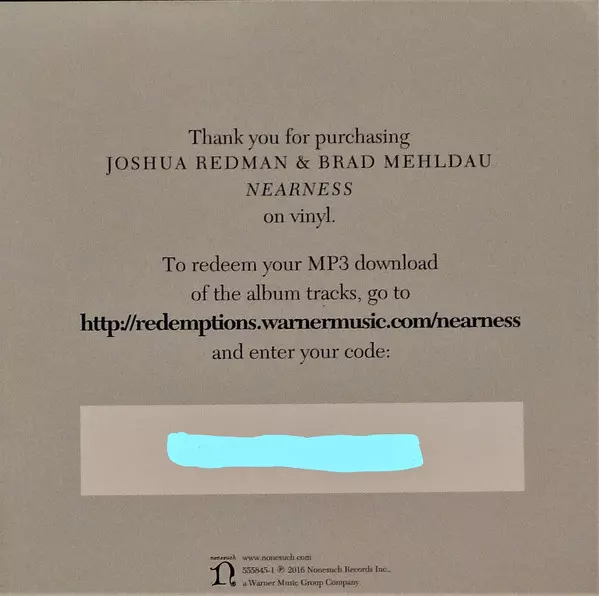 Thank you for purchasing
JOSHUA REDMAN & BRAD MEHLDAU
NEARNESS
on vinyl.
To redeem your MP3 download
of the album tracks, go to
http://redemptions.warnermusic.com/nearness
and enter your code:
nonesuch
n.
www.nonesuch.com
555845-1 ℗ 2016 Nonesuch Records Inc.,
a Warner Music Group Company